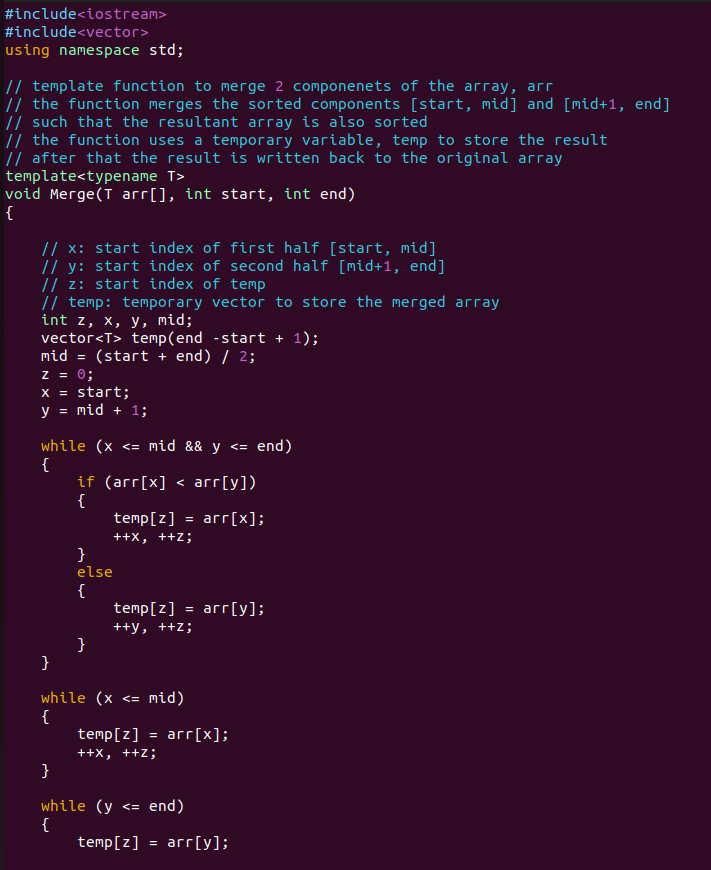 #include<iostream>
#include<vector>
using namespace std;
// template function to merge 2 componenets of the array, arr
// the function merges the sorted components [start, mid] and [mid+1, end]
// such that the resultant array is also sorted
// the function uses a temporary variable, temp to store the result
// after that the result is written back to the original array
template<typename T>
void Merge(T arr[], int start, int end)
{
    // x: start index of first half [start, mid]
    // y: start index of second half [mid+1, end]
    // z: start index of temp
    // temp: temporary vector to store the merged array
    int z, x, y, mid;
    vector<T> temp(end -start + 1);
    mid = (start + end) / 2;
    z = 0;
    x = start;
    y = mid + 1;
    while (x <= mid && y <= end)
    {
        if (arr[x] < arr[y])
        {
            temp[z] = arr[x];
            ++x, ++z;
        }
        else
        {
            temp[z] = arr[y];
            ++y, ++z;
        }
    }
    while (x <= mid)
    {
        temp[z] = arr[x];
        ++x, ++z;
    }
    while (y <= end)
    {
        temp[z] = arr[y];